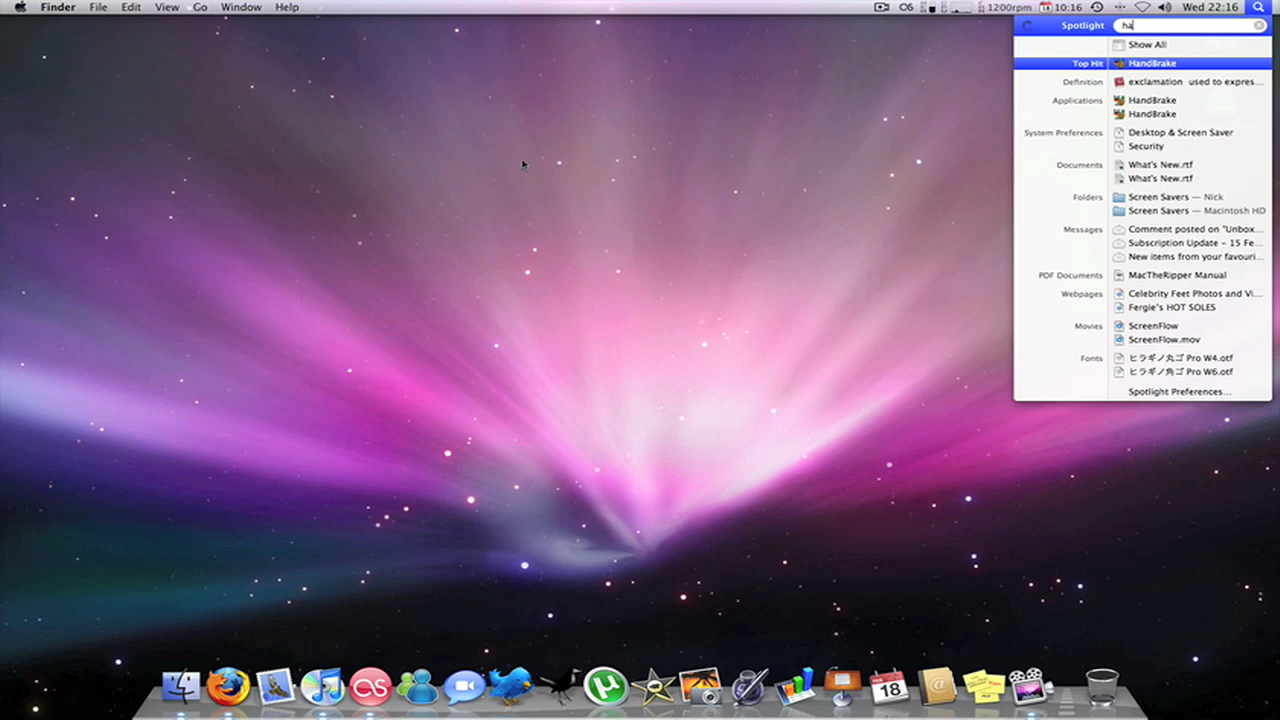 Finder File Edit View Go Window Help 1200rpm 10:16 Wed 22:16
Spotlight ha
Show All
Top Hit HandBrake
Definition exclamation used to expres...
Applications HandBrake
HandBrake
System Preferences Desktop & Screen Saver
Security
Documents What's New.rtf
What's New.rtf
Folders Screen Savers — Nick
Screen Savers — Macintosh HD
Messages Comment posted on "Unbox...
Subscription Update – 15 Fe...
New items from your favouri...
PDF Documents MacTheRipper Manual
Webpages Celebrity Feet Photos and Vi...
Fergie's HOT SOLES
Movies ScreenFlow
ScreenFlow.mov
Fonts ヒラギノ丸ゴ Pro W4.otf
ヒラギノ角ゴ Pro W6.otf
Spotlight Preferences...
FEB
18